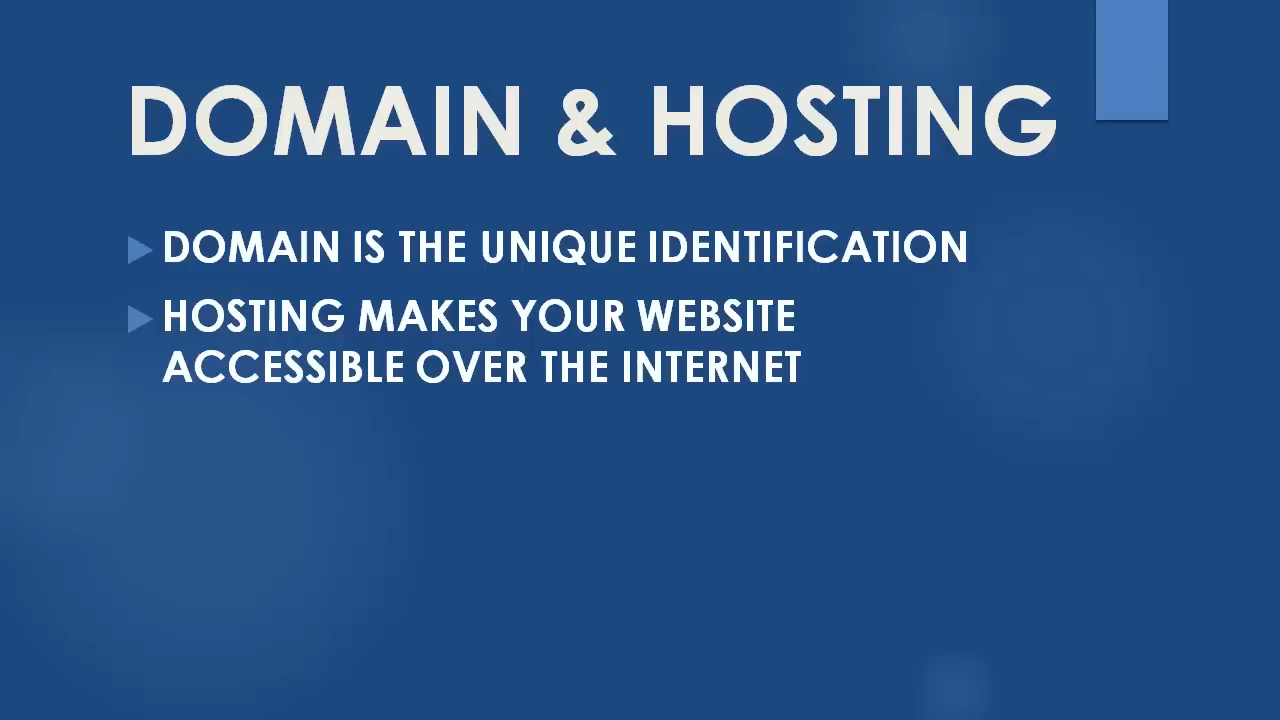 DOMAIN & HOSTING
DOMAIN IS THE UNIQUE IDENTIFICATION
HOSTING MAKES YOUR WEBSITE
ACCESSIBLE OVER THE INTERNET